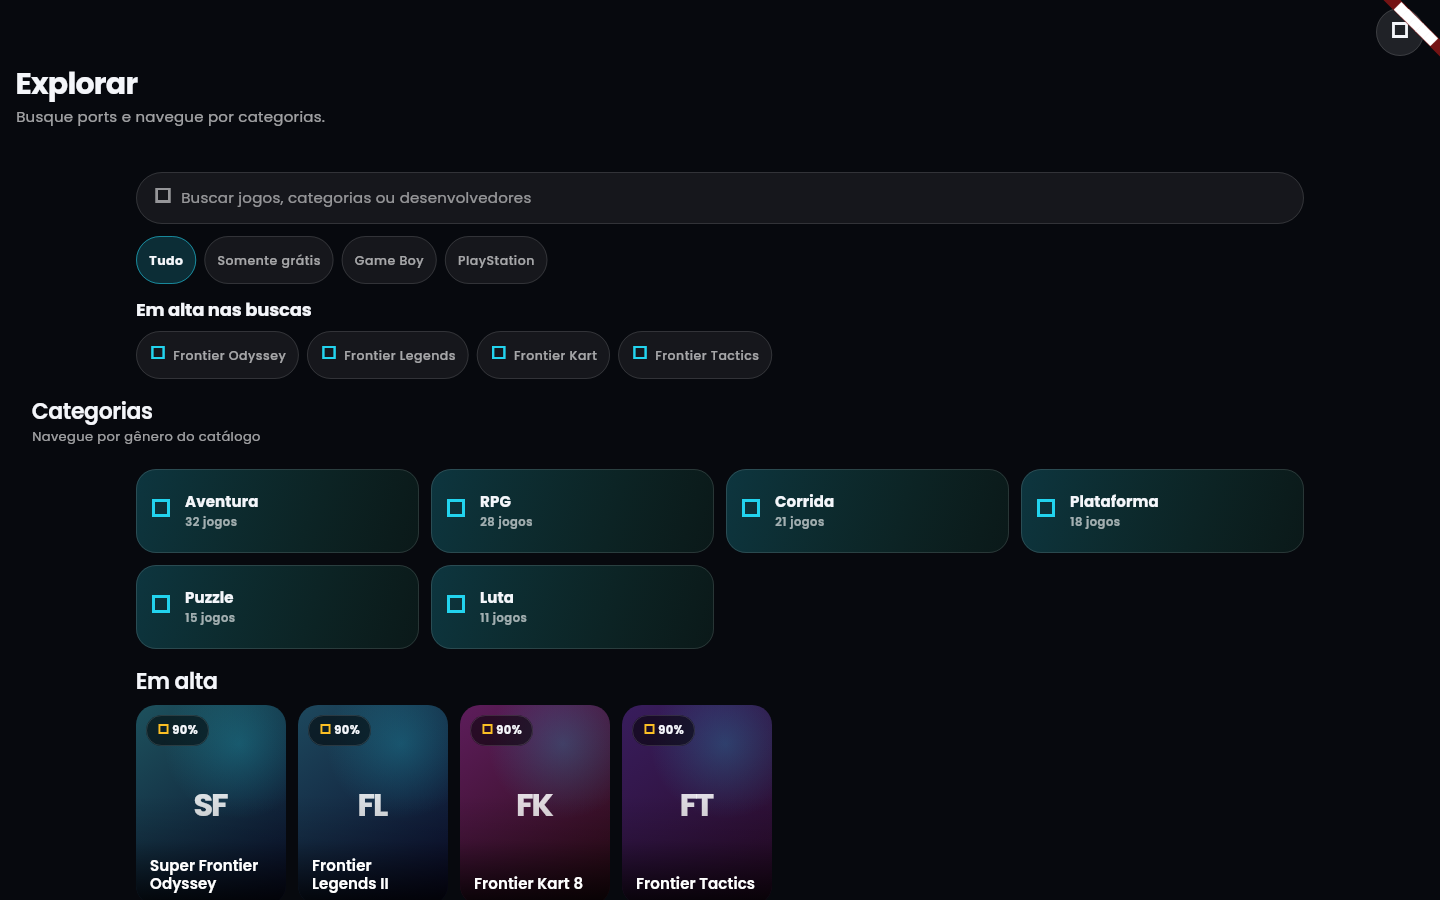 Explorar
Busque ports e navegue por categorias.
Buscar jogos, categorias ou desenvolvedores
Tudo
Somente grátis
Game Boy
PlayStation
Em alta nas buscas
Frontier Odyssey
Frontier Legends
Frontier Kart
Frontier Tactics
Categorias
Navegue por gênero do catálogo
Aventura
32 jogos
RPG
28 jogos
Corrida
21 jogos
Plataforma
18 jogos
Puzzle
15 jogos
Luta
11 jogos
Em alta
90%
SF
Super Frontier
Odyssey
90%
FL
Frontier
Legends II
90%
FK
Frontier Kart 8
90%
FT
Frontier Tactics